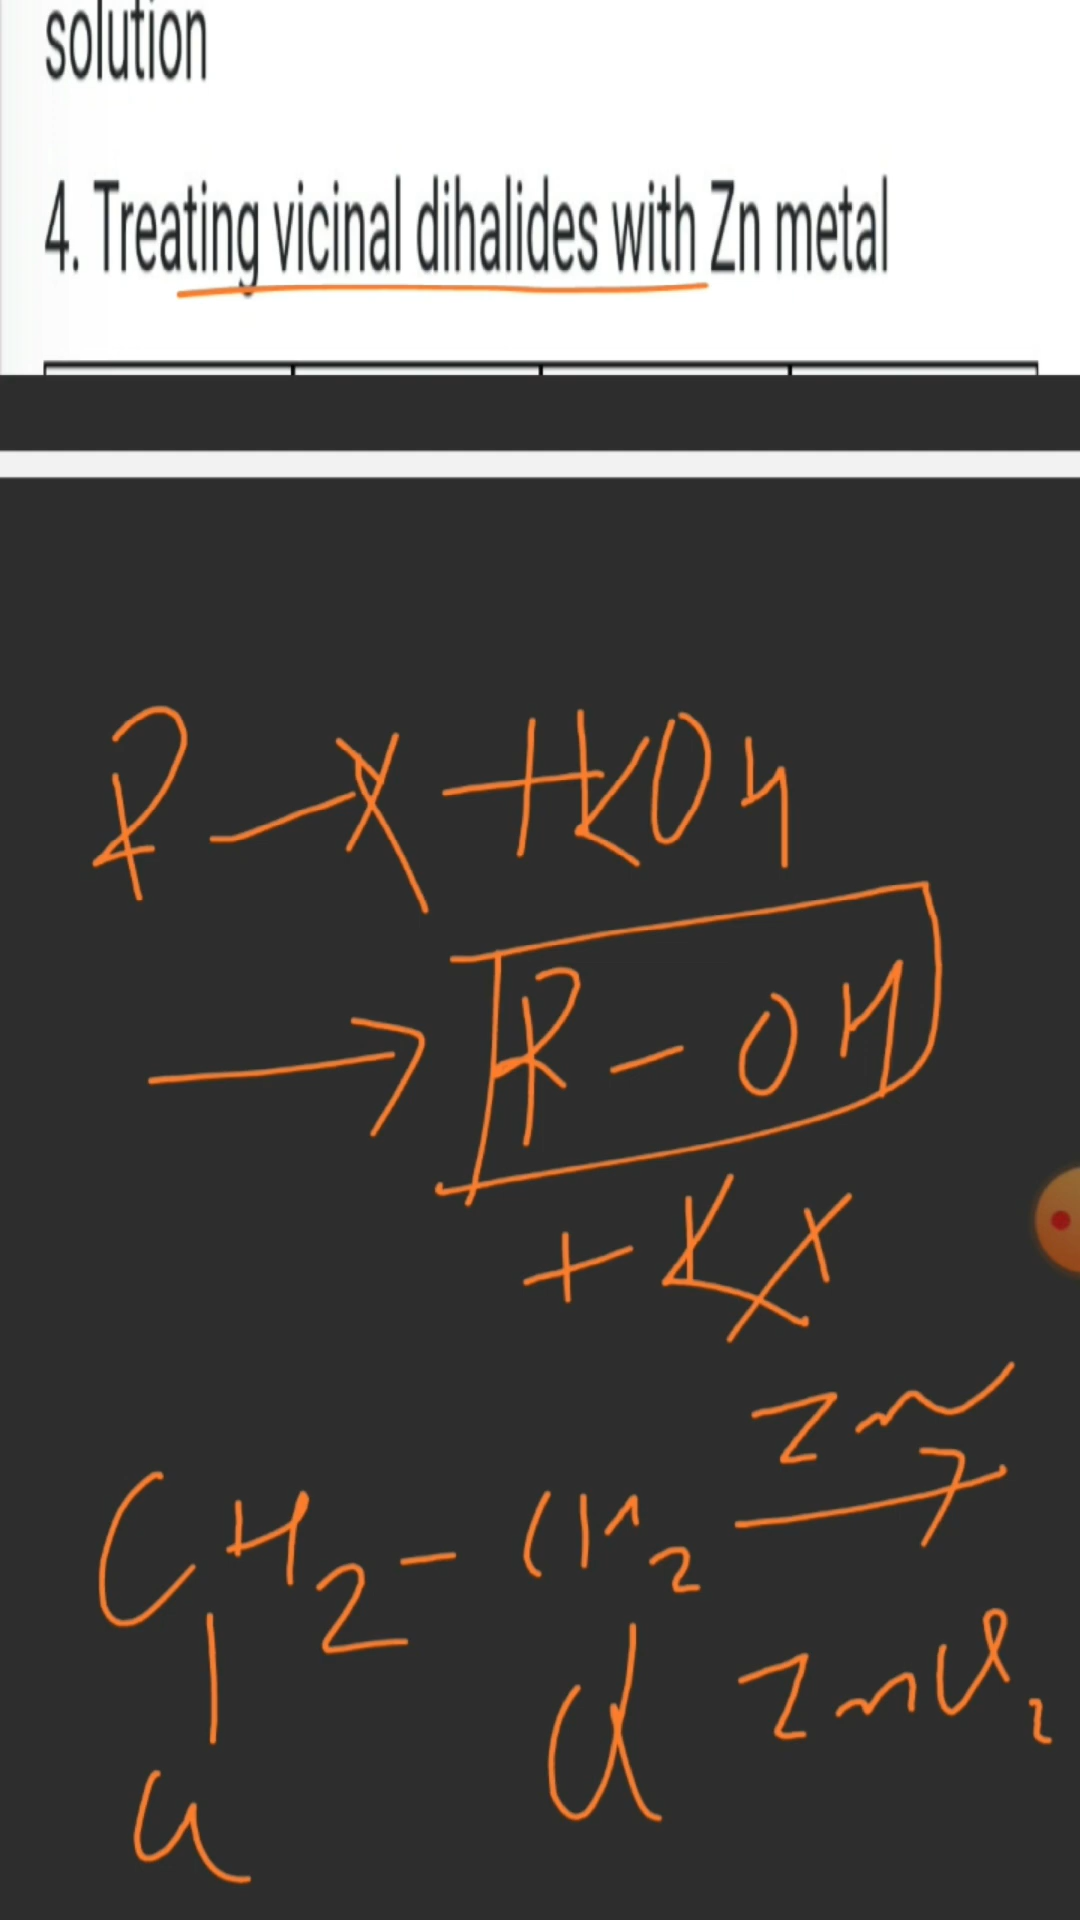 solution
4. Treating vicinal dihalides with Zn metal
R-X+KOH
→ R-OH
+ KX
Zn
CH2-CH2 →
Cl Cl ZnCl2